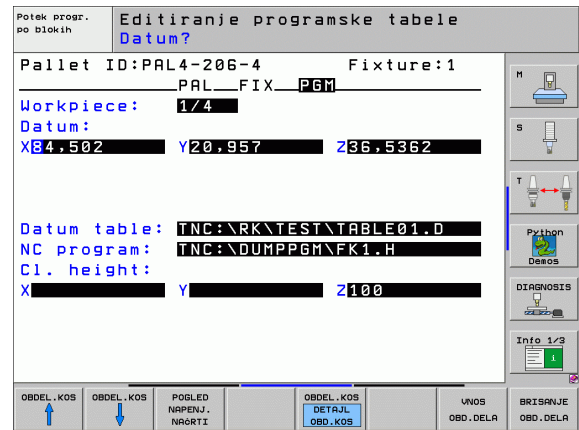 Potek progr.
po blokih
Editiranje programske tabele
Datum?
Pallet ID:PAL4-206-4 Fixture:1
PAL FIX PGM
Workpiece: 1/4
Datum:
X84,502 Y20,957 Z36,5362
Datum table: TNC:\RK\TEST\TABLE01.D
NC program: TNC:\DUMPPGM\FK1.H
Cl. height:
X Y Z100
M
S
T
Python
Demos
DIAGNOSIS
Info 1/3
i
OBDEL.KOS
OBDEL.KOS
POGLED
NAPENJ.
NAČRTI
OBDEL.KOS
DETAJL
OBD.KOS
VNOS
OBD.DELA
BRISANJE
OBD.DELA